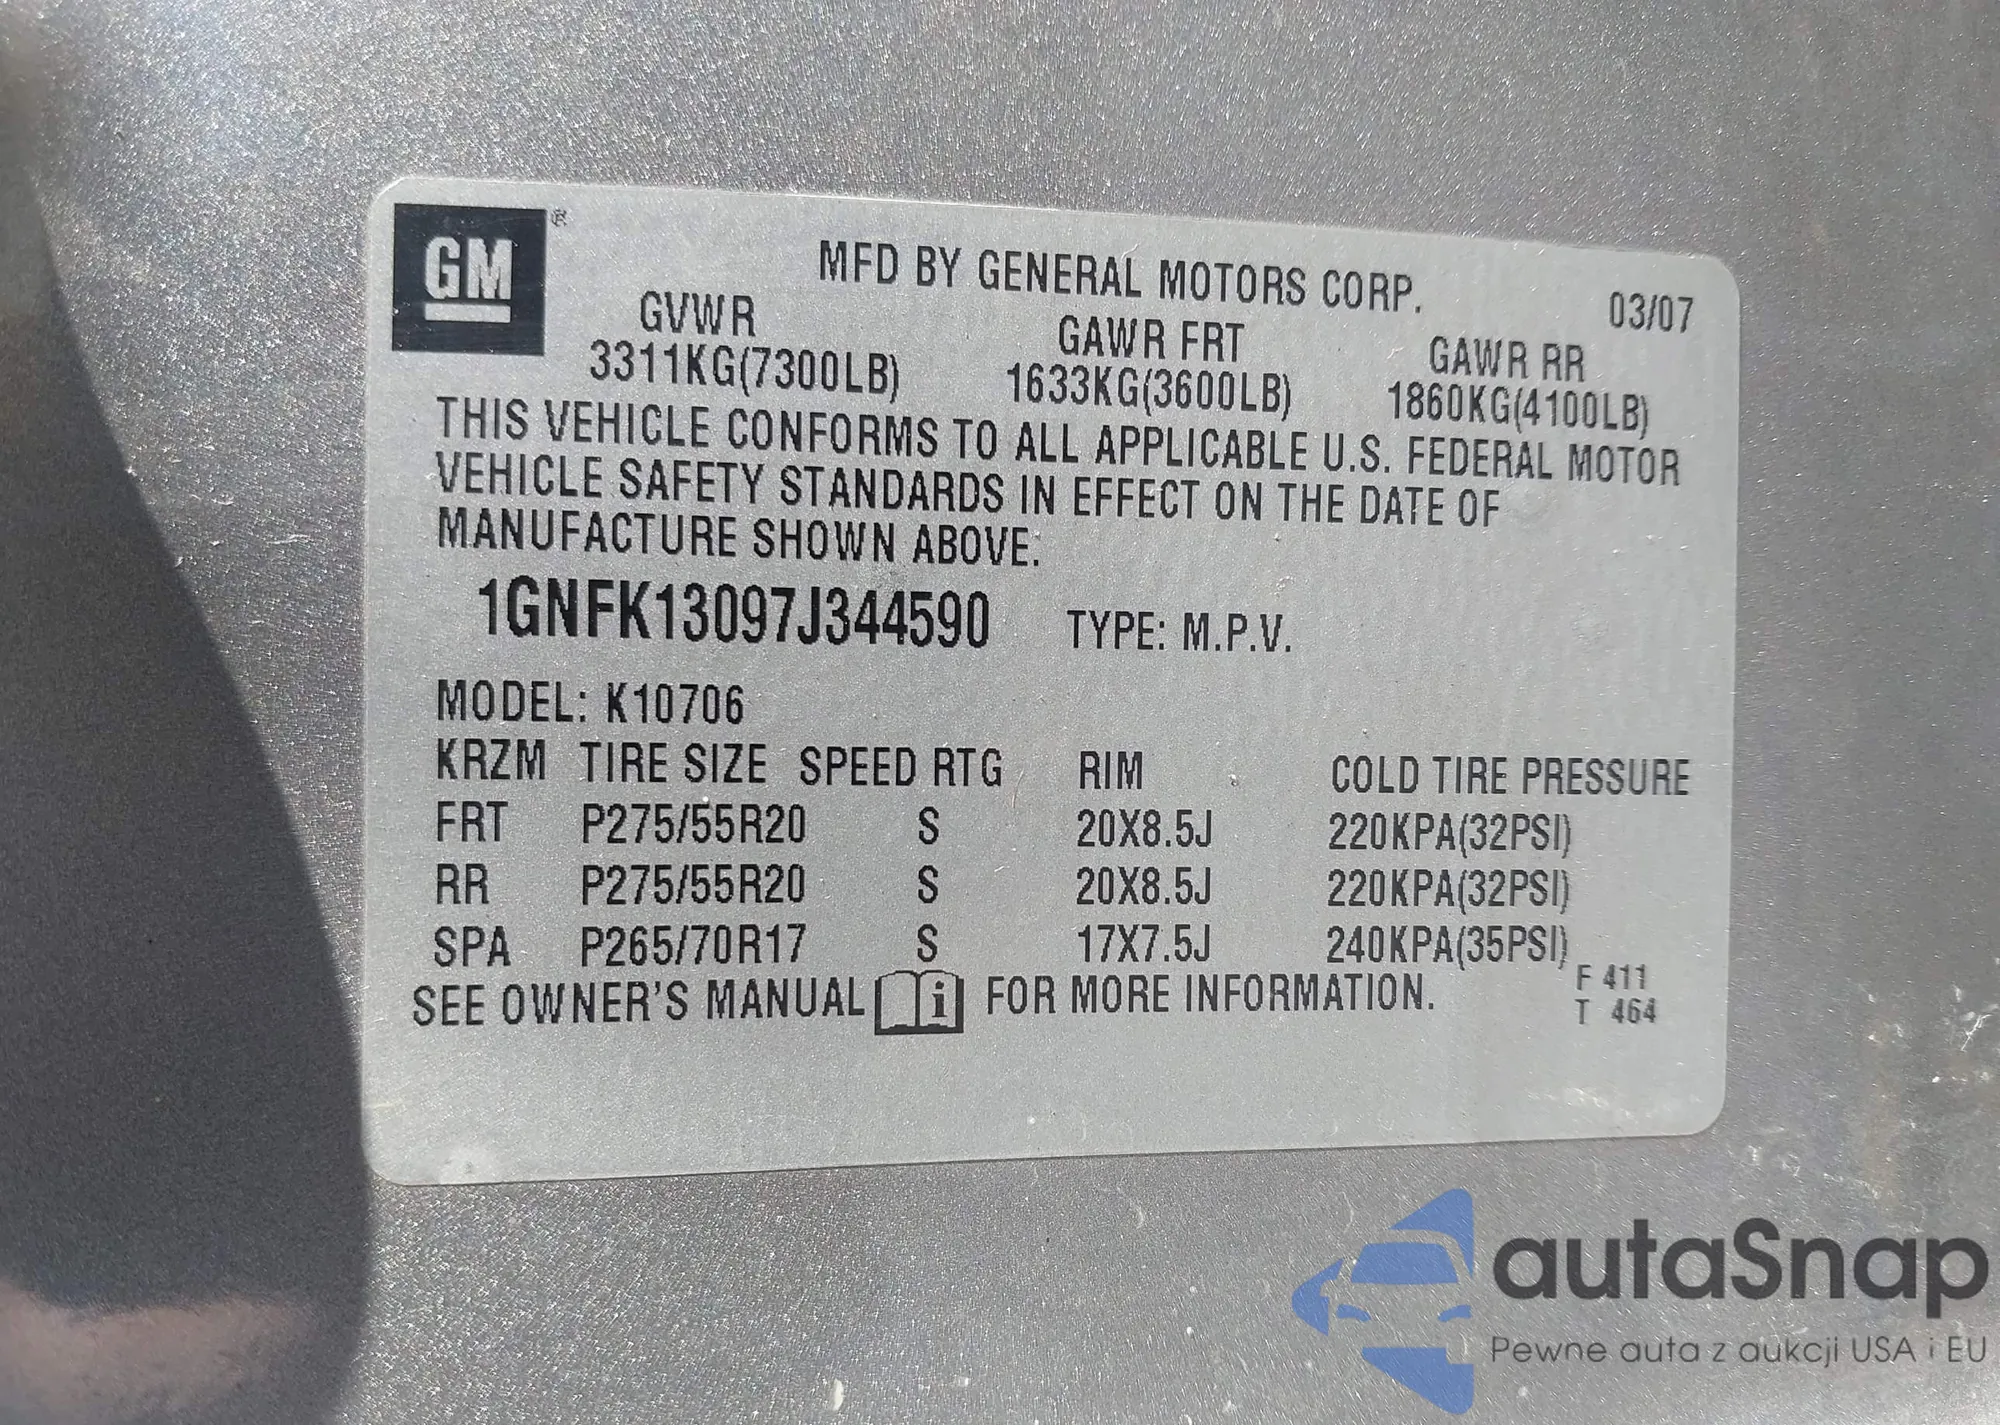 GM®
MFD BY GENERAL MOTORS CORP. 03/07
GVWR GAWR FRT GAWR RR
3311KG(7300LB) 1633KG(3600LB) 1860KG(4100LB)
THIS VEHICLE CONFORMS TO ALL APPLICABLE U.S. FEDERAL MOTOR
VEHICLE SAFETY STANDARDS IN EFFECT ON THE DATE OF
MANUFACTURE SHOWN ABOVE.
1GNFK13097J344590 TYPE: M.P.V.
MODEL: K10706
KRZM TIRE SIZE SPEED RTG RIM COLD TIRE PRESSURE
FRT P275/55R20 S 20X8.5J 220KPA(32PSI)
RR P275/55R20 S 20X8.5J 220KPA(32PSI)
SPA P265/70R17 S 17X7.5J 240KPA(35PSI)
SEE OWNER'S MANUAL i FOR MORE INFORMATION.
F 411
T 464
autaSnap
Pewne auta z aukcji USA i EU